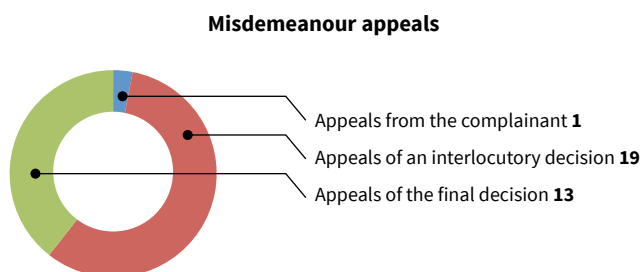 Misdemeanour appeals
Appeals from the complainant 1
Appeals of an interlocutory decision 19
Appeals of the final decision 13